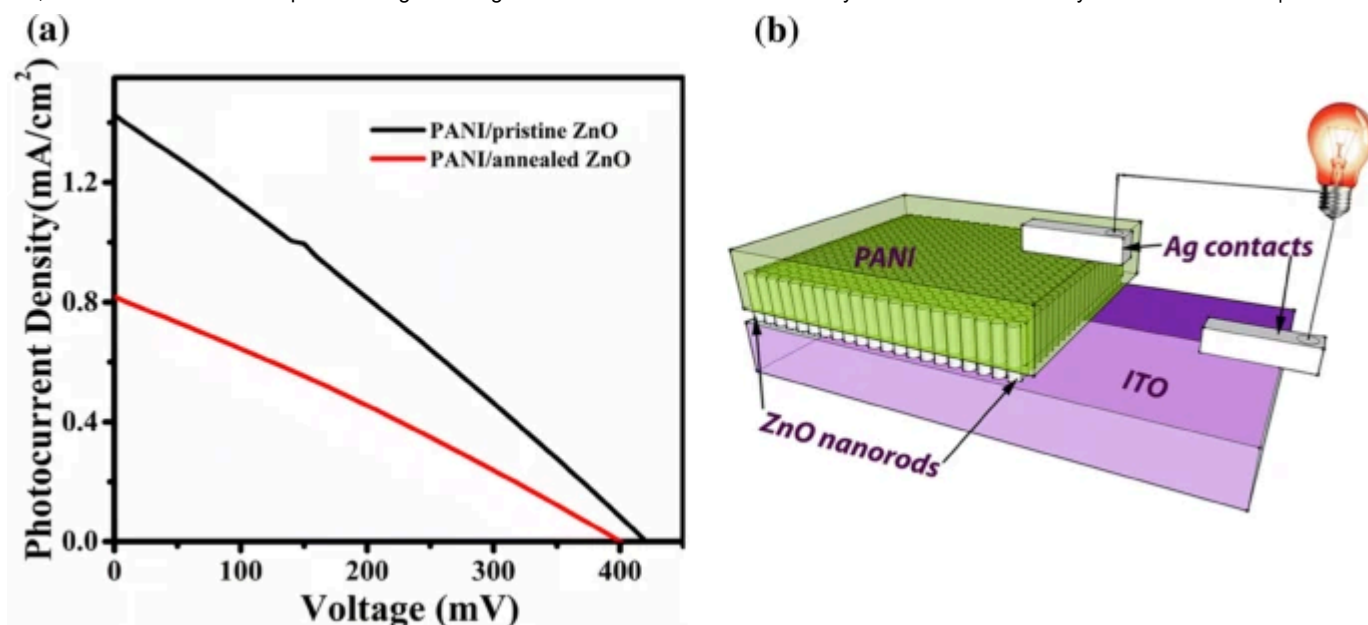 (a)
Photocurrent Density(mA/cm²)
1.2
0.8
0.4
0.0
0
100
200
300
400
Voltage (mV)
PANI/pristine ZnO
PANI/annealed ZnO
(b)
PANI
Ag contacts
ITO
ZnO nanorods